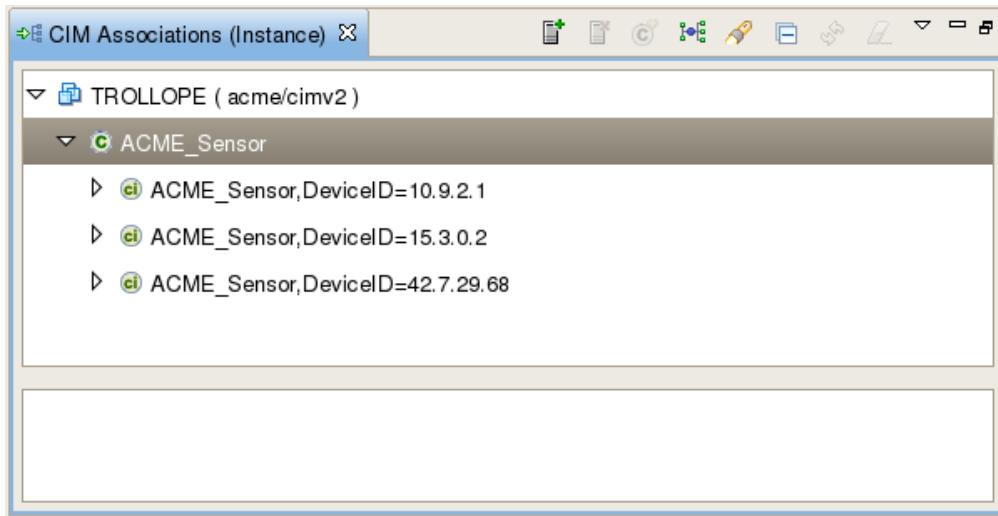 CIM Associations (Instance)
TROLLOPE ( acme/cimv2 )
ACME_Sensor
ACME_Sensor,DeviceID=10.9.2.1
ACME_Sensor,DeviceID=15.3.0.2
ACME_Sensor,DeviceID=42.7.29.68